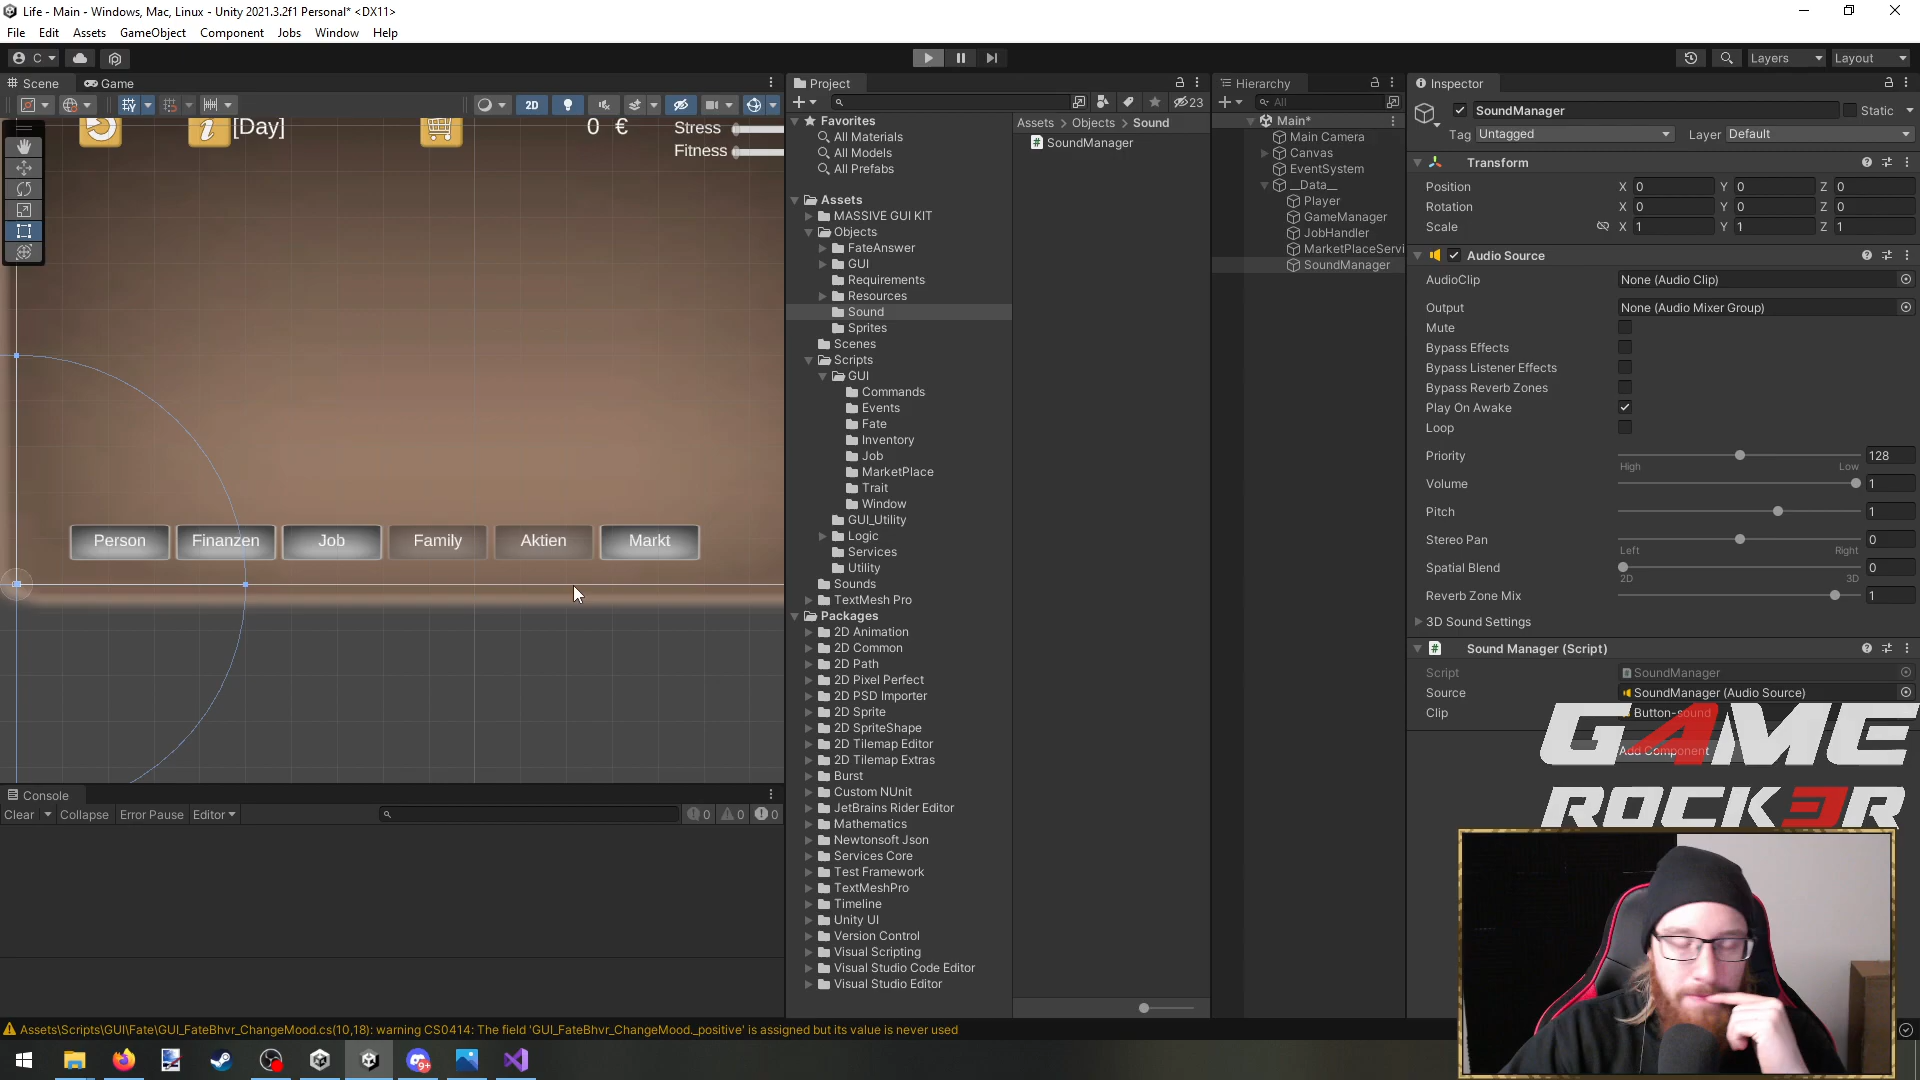 Life - Main - Windows, Mac, Linux - Unity 2021.3.2f1 Personal* <DX11>
File Edit Assets GameObject Component Jobs Window Help
C Layers Layout
Scene Game
2D
[Day] 0 €
Stress
Fitness
Person Finanzen Job Family Aktien Markt
Console
Clear Collapse Error Pause Editor 0 0 0
Project
23
Favorites
All Materials
All Models
All Prefabs
Assets
MASSIVE GUI KIT
Objects
FateAnswer
GUI
Requirements
Resources
Sound
Sprites
Scenes
Scripts
GUI
Commands
Events
Fate
Inventory
Job
MarketPlace
Trait
Window
GUI_Utility
Logic
Services
Utility
Sounds
TextMesh Pro
Packages
2D Animation
2D Common
2D Path
2D Pixel Perfect
2D PSD Importer
2D Sprite
2D SpriteShape
2D Tilemap Editor
2D Tilemap Extras
Burst
Custom NUnit
JetBrains Rider Editor
Mathematics
Newtonsoft Json
Services Core
Test Framework
TextMeshPro
Timeline
Unity UI
Version Control
Visual Scripting
Visual Studio Code Editor
Visual Studio Editor
Assets > Objects > Sound
SoundManager
Hierarchy
All
Main*
Main Camera
Canvas
EventSystem
__Data__
Player
GameManager
JobHandler
MarketPlaceServi
SoundManager
Inspector
SoundManager Static
Tag Untagged Layer Default
Transform
Position X 0 Y 0 Z 0
Rotation X 0 Y 0 Z 0
Scale X 1 Y 1 Z 1
Audio Source
AudioClip None (Audio Clip)
Output None (Audio Mixer Group)
Mute
Bypass Effects
Bypass Listener Effects
Bypass Reverb Zones
Play On Awake
Loop
Priority 128
High Low
Volume 1
Pitch 1
Stereo Pan 0
Left Right
Spatial Blend 0
2D 3D
Reverb Zone Mix 1
3D Sound Settings
Sound Manager (Script)
Script SoundManager
Source SoundManager (Audio Source)
Clip Button-sound
Add Component
G4ME
ROCK3R
Assets\Scripts\GUI\Fate\GUI_FateBhvr_ChangeMood.cs(10,18): warning CS0414: The field 'GUI_FateBhvr_ChangeMood._positive' is assigned but its value is never used
9+